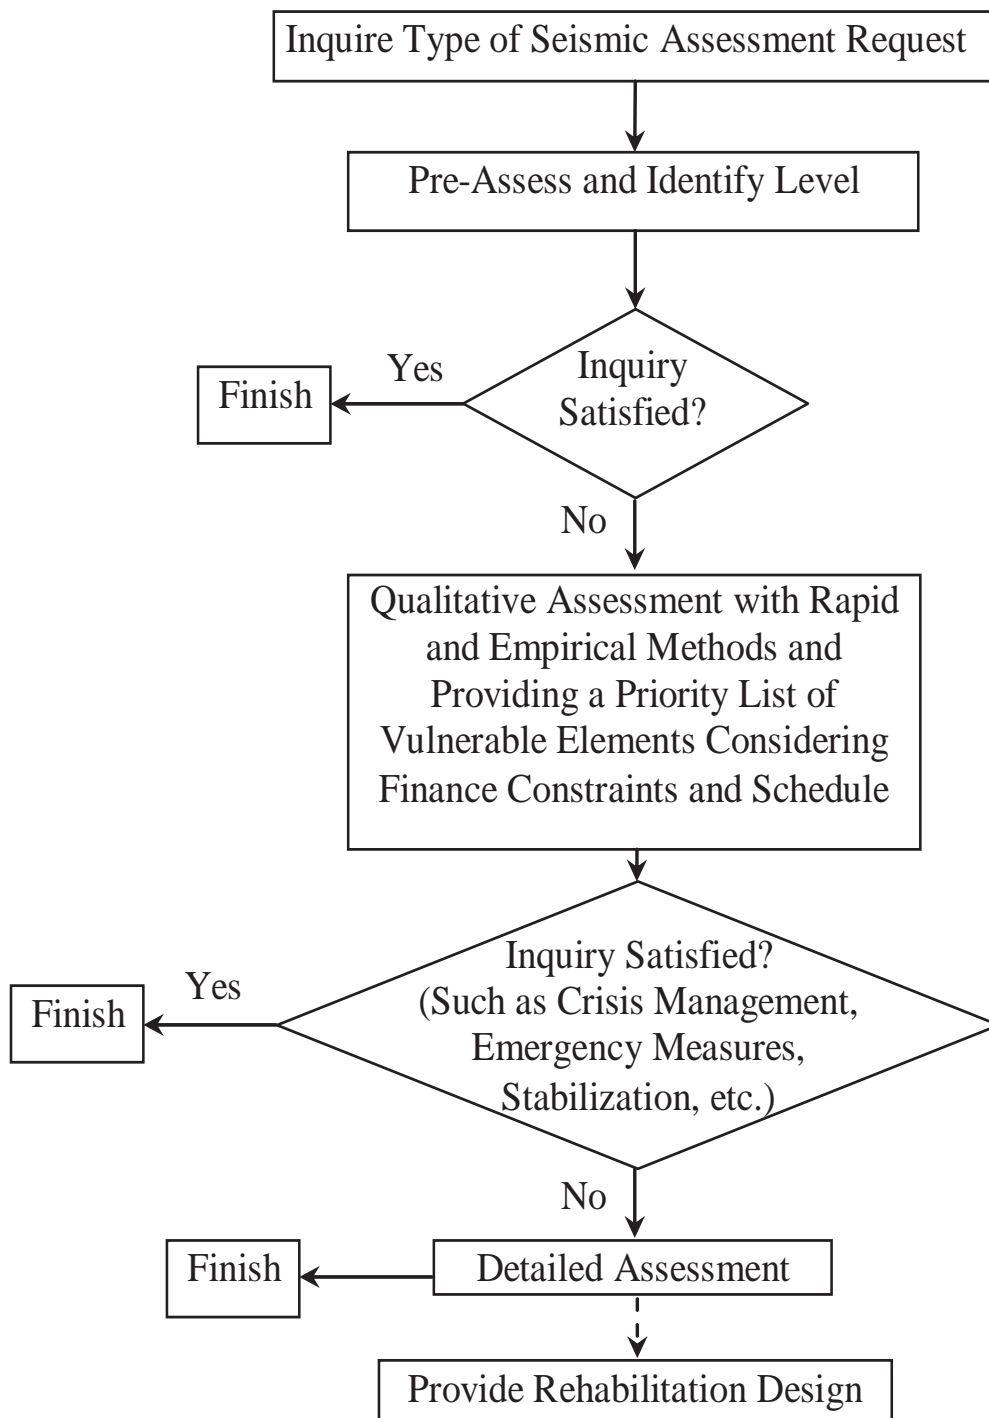 Inquire Type of Seismic Assessment Request
Pre-Assess and Identify Level
Inquiry
Satisfied?
Yes
Finish
No
Qualitative Assessment with Rapid
and Empirical Methods and
Providing a Priority List of
Vulnerable Elements Considering
Finance Constraints and Schedule
Inquiry Satisfied?
(Such as Crisis Management,
Emergency Measures,
Stabilization, etc.)
Yes
Finish
No
Detailed Assessment
Finish
Provide Rehabilitation Design